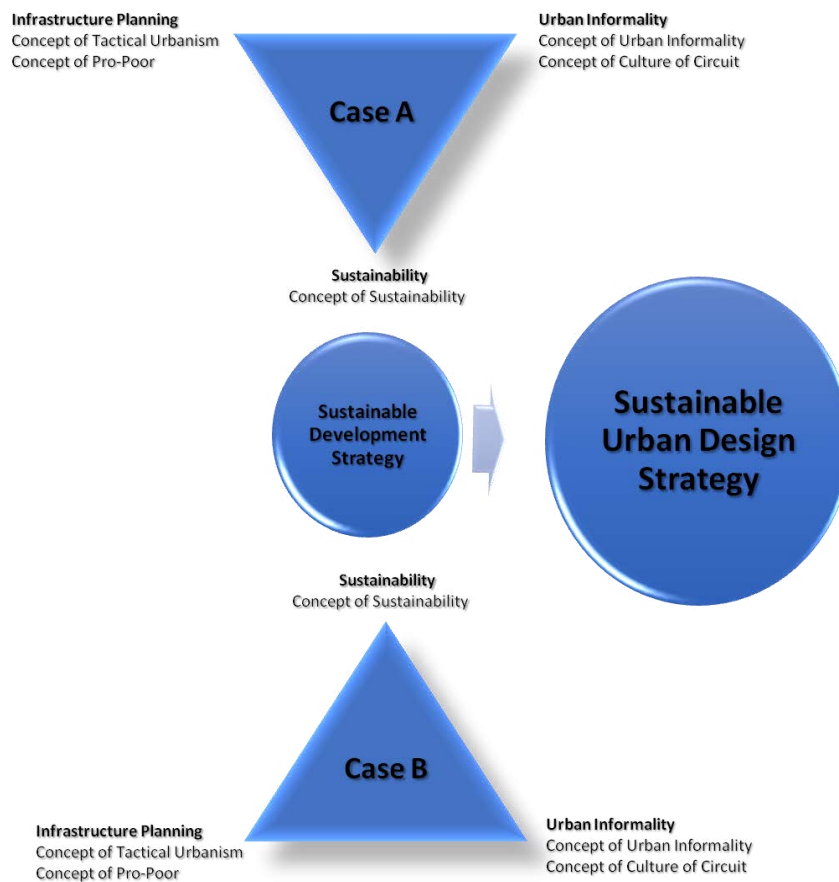 Infrastructure Planning
Concept of Tactical Urbanism
Concept of Pro-Poor
Urban Informality
Concept of Urban Informality
Concept of Culture of Circuit
Case A
Sustainability
Concept of Sustainability
Sustainable
Development
Strategy
Sustainable
Urban Design
Strategy
Sustainability
Concept of Sustainability
Case B
Infrastructure Planning
Concept of Tactical Urbanism
Concept of Pro-Poor
Urban Informality
Concept of Urban Informality
Concept of Culture of Circuit